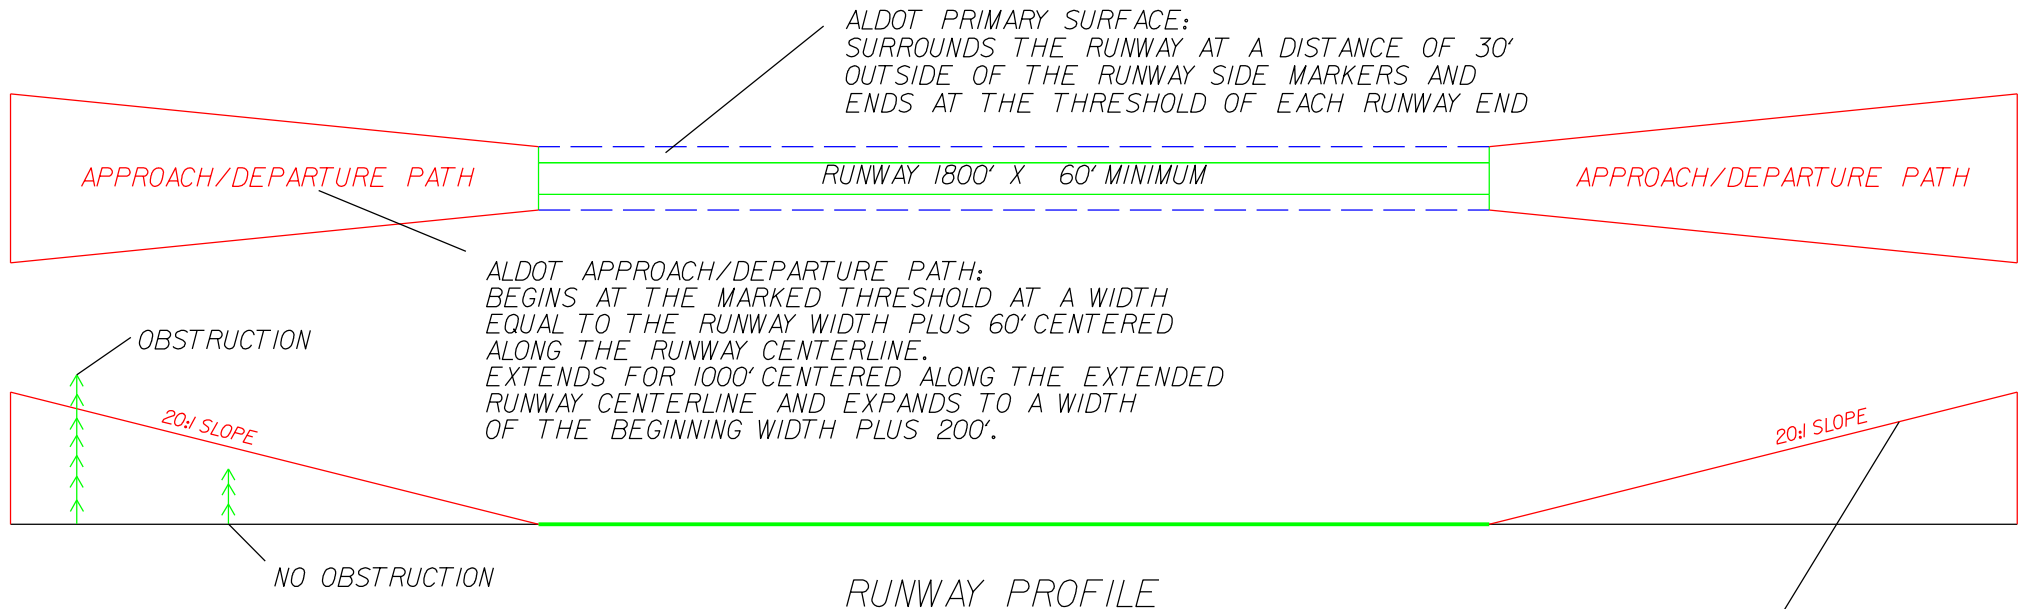 ALDOT PRIMARY SURFACE:
SURROUNDS THE RUNWAY AT A DISTANCE OF 30'
OUTSIDE OF THE RUNWAY SIDE MARKERS AND
ENDS AT THE THRESHOLD OF EACH RUNWAY END
APPROACH/DEPARTURE PATH
RUNWAY 1800' X 60' MINIMUM
APPROACH/DEPARTURE PATH
ALDOT APPROACH/DEPARTURE PATH:
BEGINS AT THE MARKED THRESHOLD AT A WIDTH
EQUAL TO THE RUNWAY WIDTH PLUS 60' CENTERED
ALONG THE RUNWAY CENTERLINE.
EXTENDS FOR 1000' CENTERED ALONG THE EXTENDED
RUNWAY CENTERLINE AND EXPANDS TO A WIDTH
OF THE BEGINNING WIDTH PLUS 200'.
OBSTRUCTION
20:1 SLOPE
20:1 SLOPE
NO OBSTRUCTION
RUNWAY PROFILE